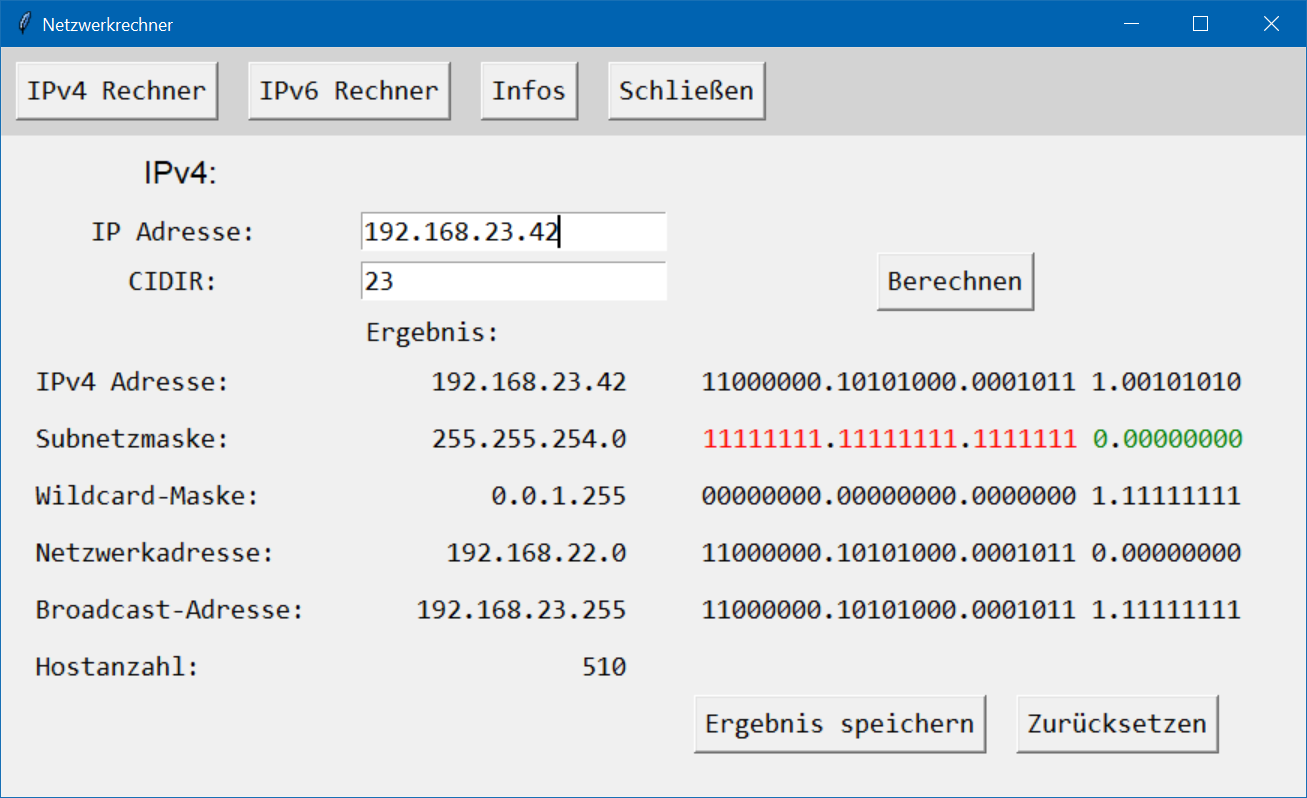 Netzwerkrechner
IPv4 Rechner IPv6 Rechner Infos Schließen
IPv4:
IP Adresse: 192.168.23.42
CIDIR: 23 Berechnen
Ergebnis:
IPv4 Adresse: 192.168.23.42 11000000.10101000.0001011 1.00101010
Subnetzmaske: 255.255.254.0 11111111.11111111.1111111 0.00000000
Wildcard-Maske: 0.0.1.255 00000000.00000000.0000000 1.11111111
Netzwerkadresse: 192.168.22.0 11000000.10101000.0001011 0.00000000
Broadcast-Adresse: 192.168.23.255 11000000.10101000.0001011 1.11111111
Hostanzahl: 510
Ergebnis speichern Zurücksetzen